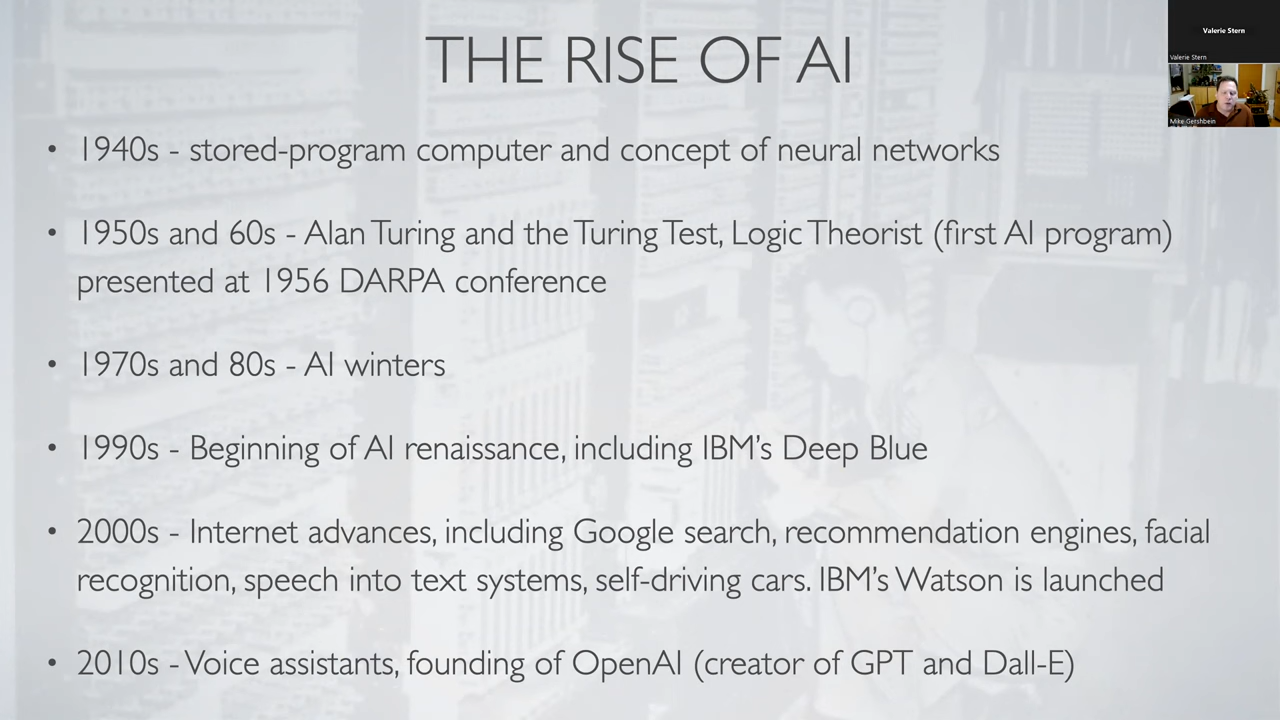 THE RISE OF AI
Valerie Stern
Valerie Stern
Mike Gershbein
• 1940s - stored-program computer and concept of neural networks
• 1950s and 60s - Alan Turing and the Turing Test, Logic Theorist (first AI program)
presented at 1956 DARPA conference
• 1970s and 80s - AI winters
• 1990s - Beginning of AI renaissance, including IBM’s Deep Blue
• 2000s - Internet advances, including Google search, recommendation engines, facial
recognition, speech into text systems, self-driving cars. IBM’s Watson is launched
• 2010s - Voice assistants, founding of OpenAI (creator of GPT and Dall-E)